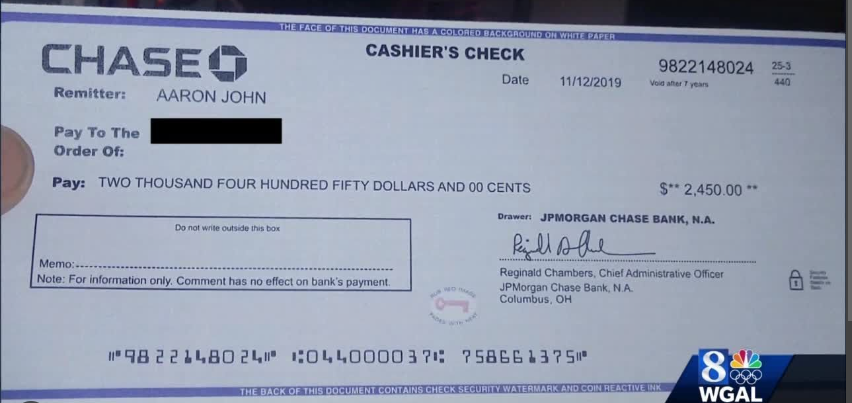 THE FACE OF THIS DOCUMENT HAS A COLORED BACKGROUND ON WHITE PAPER
CHASE
CASHIER'S CHECK
9822148024
25-3
440
Date 11/12/2019
Void after 7 years
Remitter: AARON JOHN
Pay To The
Order Of:
Pay: TWO THOUSAND FOUR HUNDRED FIFTY DOLLARS AND 00 CENTS
$** 2,450.00 **
Do not write outside this box
Memo:
Note: For information only. Comment has no effect on bank's payment.
Drawer: JPMORGAN CHASE BANK, N.A.
Reginald Chambers, Chief Administrative Officer
JPMorgan Chase Bank, N.A.
Columbus, OH
⑈9822148024⑈ ⑆044000037⑆ 758661375⑈
THE BACK OF THIS DOCUMENT CONTAINS CHECK SECURITY WATERMARK AND COIN REACTIVE INK
8
WGAL